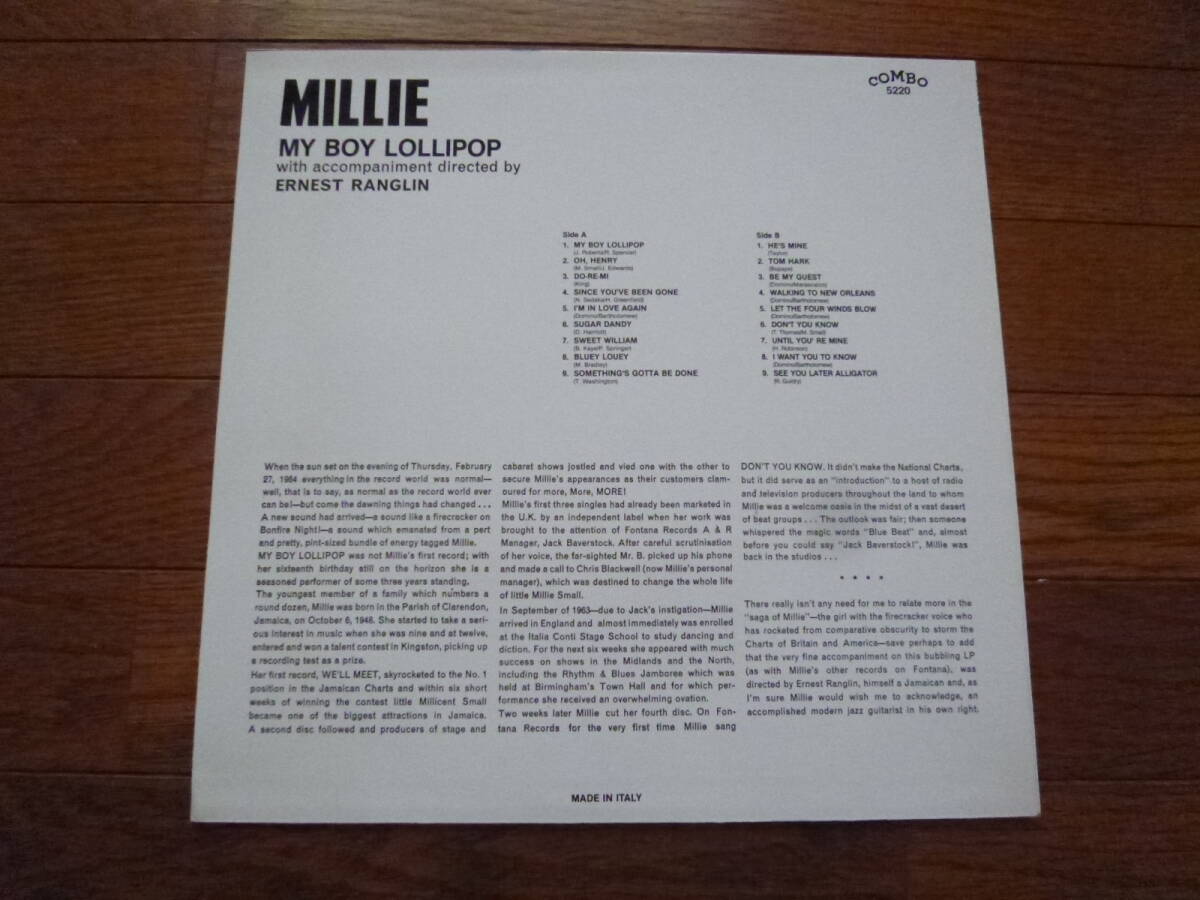 MILLIE
MY BOY LOLLIPOP
with accompaniment directed by
ERNEST RANGLIN
COMBO
5220
Side A
1. MY BOY LOLLIPOP
(J. Roberts/R. Spencer)
2. OH, HENRY
(M. Small/J. Edwards)
3. DO-RE-MI
(King)
4. SINCE YOU'VE BEEN GONE
(N. Sedaka/H. Greenfield)
5. I'M IN LOVE AGAIN
(Domino/Bartholomew)
6. SUGAR DANDY
(D. Harriott)
7. SWEET WILLIAM
(B. Kaye/P. Springer)
8. BLUEY LOUEY
(M. Bradley)
9. SOMETHING'S GOTTA BE DONE
(T. Washington)
Side B
1. HE'S MINE
(Taylor)
2. TOM HARK
(Bopape)
3. BE MY GUEST
4. WALKING TO NEW ORLEANS
(Domino/Bartholomew)
5. LET THE FOUR WINDS BLOW
(Domino/Bartholomew)
6. DON'T YOU KNOW
(T. Thomas/M. Small)
7. UNTIL YOU'RE MINE
(H. Robinson)
8. I WANT YOU TO KNOW
(Domino/Bartholomew)
9. SEE YOU LATER ALLIGATOR
(R. Guidry)
When the sun set on the evening of Thursday, February
27, 1964 everything in the record world was normal—
well, that is to say, as normal as the record world ever
can be!—but come the dawning things had changed...
A new sound had arrived—a sound like a firecracker on
Bonfire Night!—a sound which emanated from a pert
and pretty, pint-sized bundle of energy tagged Millie.
MY BOY LOLLIPOP was not Millie's first record; with
her sixteenth birthday still on the horizon she is a
seasoned performer of some three years standing.
The youngest member of a family which numbers a
round dozen, Millie was born in the Parish of Clarendon,
Jamaica, on October 6, 1948. She started to take a seri-
ous interest in music when she was nine and at twelve,
entered and won a talent contest in Kingston, picking up
a recording test as a prize.
Her first record, WE'LL MEET, skyrocketed to the No. 1
position in the Jamaican Charts and within six short
weeks of winning the contest little Millicent Small
became one of the biggest attractions in Jamaica.
A second disc followed and producers of stage and
cabaret shows jostled and vied one with the other to
secure Millie's appearances as their customers clam-
oured for more, More, MORE!
Millie's first three singles had already been marketed in
the U.K. by an independent label when her work was
brought to the attention of Fontana Records A & R
Manager, Jack Baverstock. After careful scrutinisation
of her voice, the far-sighted Mr. B. picked up his phone
and made a call to Chris Blackwell (now Millie's personal
manager), which was destined to change the whole life
of little Millie Small.
In September of 1963—due to Jack's instigation—Millie
arrived in England and almost immediately was enrolled
at the Italia Conti Stage School to study dancing and
diction. For the next six weeks she appeared with much
success on shows in the Midlands and the North,
including the Rhythm & Blues Jamboree which was
held at Birmingham's Town Hall and for which per-
formance she received an overwhelming ovation.
Two weeks later Millie cut her fourth disc. On Fon-
tana Records for the very first time Millie sang
DON'T YOU KNOW. It didn't make the National Charts,
but it did serve as an "introduction" to a host of radio
and television producers throughout the land to whom
Millie was a welcome oasis in the midst of a vast desert
of beat groups... The outlook was fair; then someone
whispered the magic words "Blue Beat" and, almost
before you could say "Jack Baverstock!", Millie was
back in the studios...
* * * *
There really isn't any need for me to relate more in the
"saga of Millie"—the girl with the firecracker voice who
has rocketed from comparative obscurity to storm the
Charts of Britain and America—save perhaps to add
that the very fine accompaniment on this bubbling LP
(as with Millie's other records on Fontana), was
directed by Ernest Ranglin, himself a Jamaican and, as
I'm sure Millie would wish me to acknowledge, an
accomplished modern jazz guitarist in his own right.
MADE IN ITALY